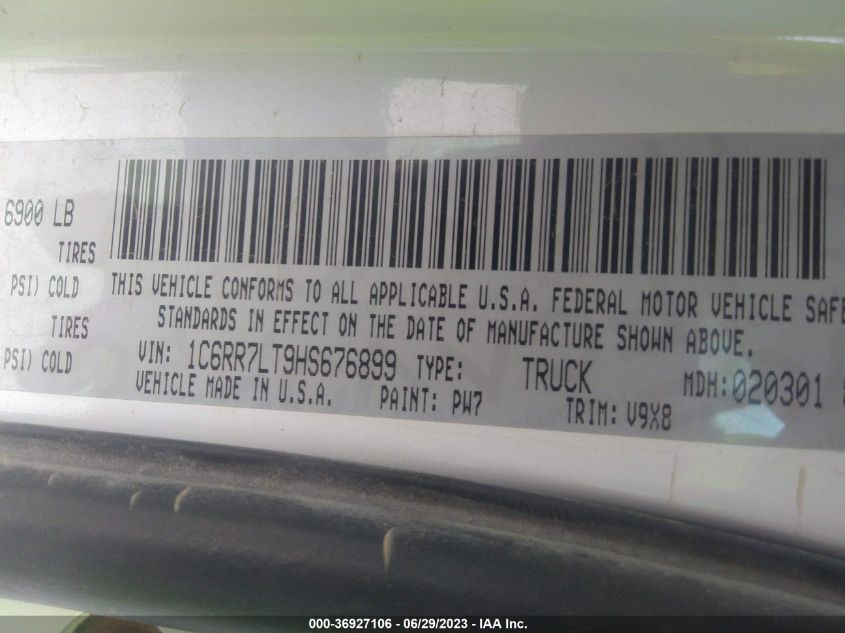 6900 LB
TIRES
PSI) COLD
THIS VEHICLE CONFORMS TO ALL APPLICABLE U.S.A. FEDERAL MOTOR VEHICLE SAFE
TIRES
STANDARDS IN EFFECT ON THE DATE OF MANUFACTURE SHOWN ABOVE.
PSI) COLD
VIN: 1C6RR7LT9HS676899 TYPE: TRUCK MDH:020301
VEHICLE MADE IN U.S.A. PAINT: PW7 TRIM: V9X8
000-36927106 - 06/29/2023 - IAA Inc.